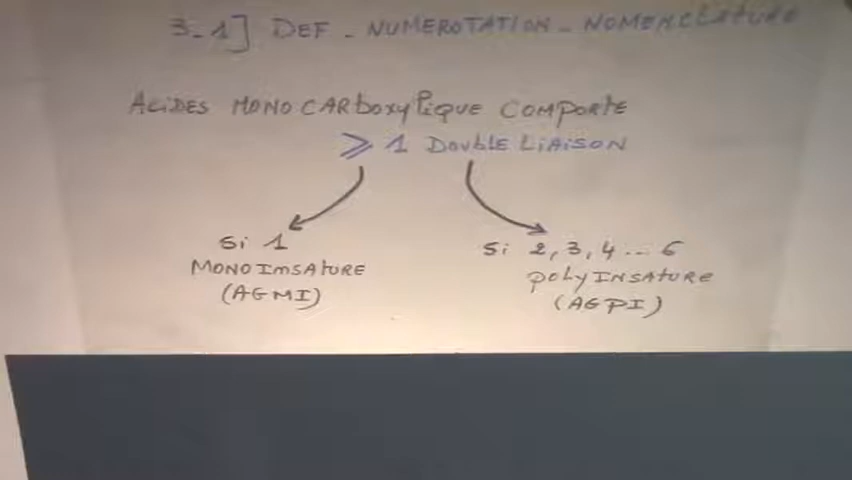 3-1] DEF - NUMEROTATION - NOMENCLATURE
ACIDES MONOCARboxyliQUE COMPORTE
≥ 1 DOUBLE LIAISON
Si 1
MONOImSATURE
(AGMI)
Si 2, 3, 4 ... 6
polyINSATURE
(AGPI)